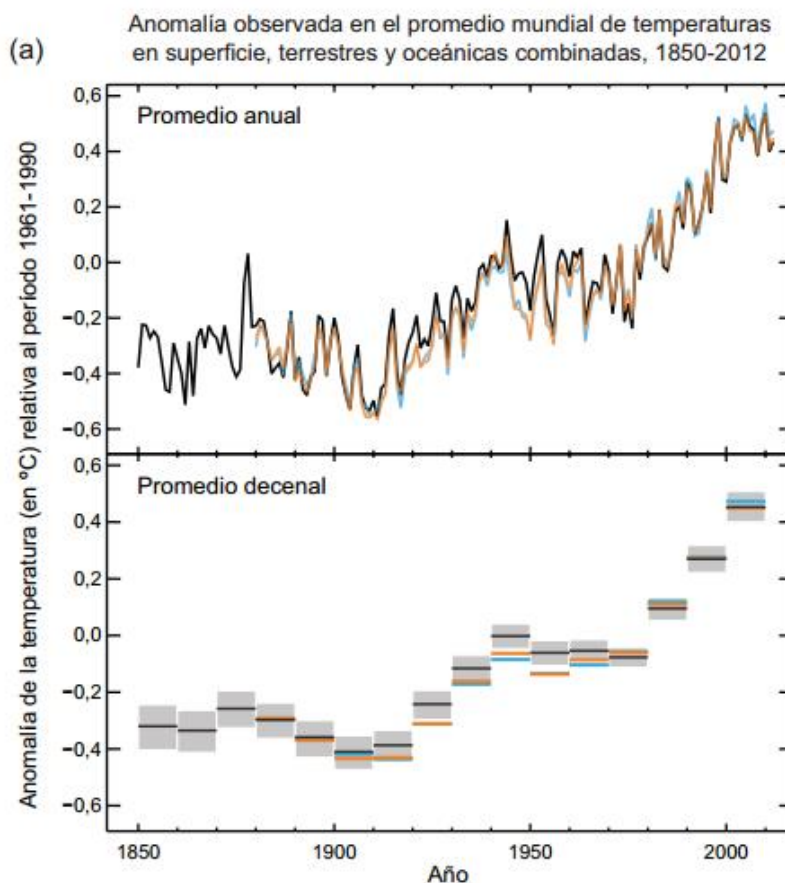 (a)
Anomalía observada en el promedio mundial de temperaturas
en superficie, terrestres y oceánicas combinadas, 1850-2012
Anomalía de la temperatura (en ºC) relativa al período 1961-1990
Promedio anual
0,6
0,4
0,2
0,0
−0,2
−0,4
−0,6
Promedio decenal
0,6
0,4
0,2
0,0
−0,2
−0,4
−0,6
1850
1900
1950
2000
Año